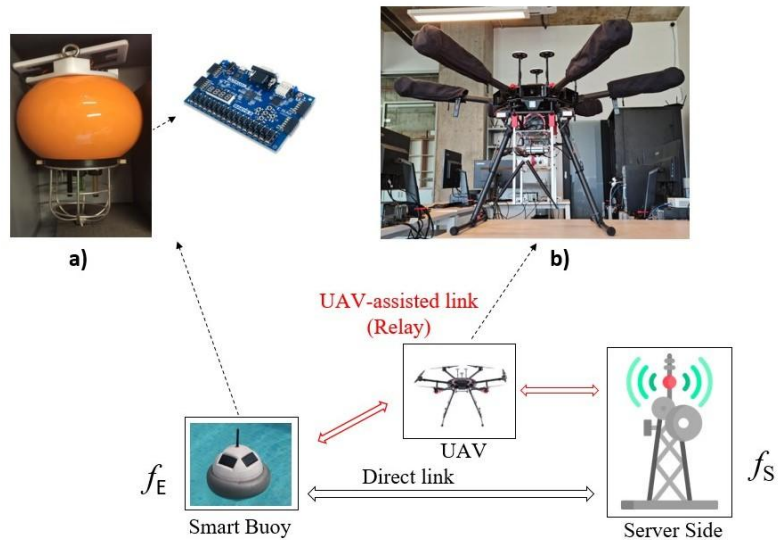 a)
b)
UAV-assisted link
(Relay)
UAV
Direct link
fE
Smart Buoy
fS
Server Side